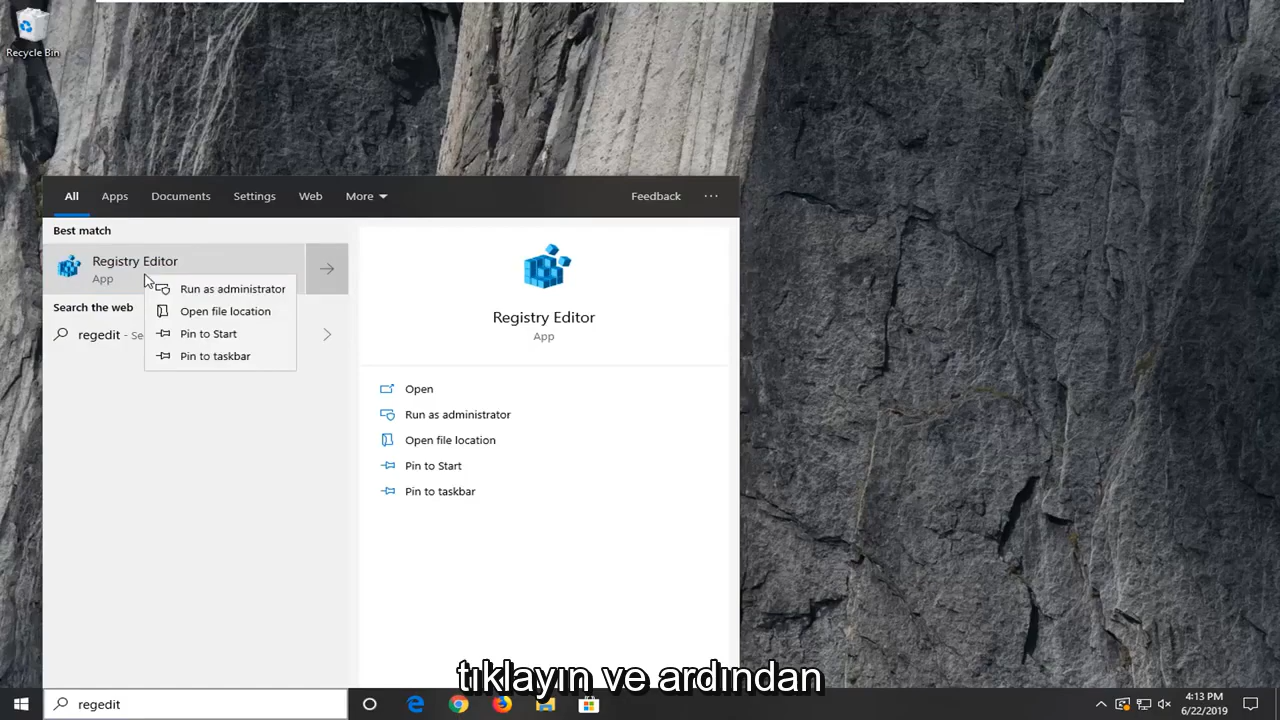 Recycle Bin
All Apps Documents Settings Web More Feedback ···
Best match
Registry Editor
App
Run as administrator
Open file location
Pin to Start
Pin to taskbar
Search the web
regedit - Se
Registry Editor
App
Open
Run as administrator
Open file location
Pin to Start
Pin to taskbar
tıklayın ve ardından
regedit
4:13 PM
6/22/2019